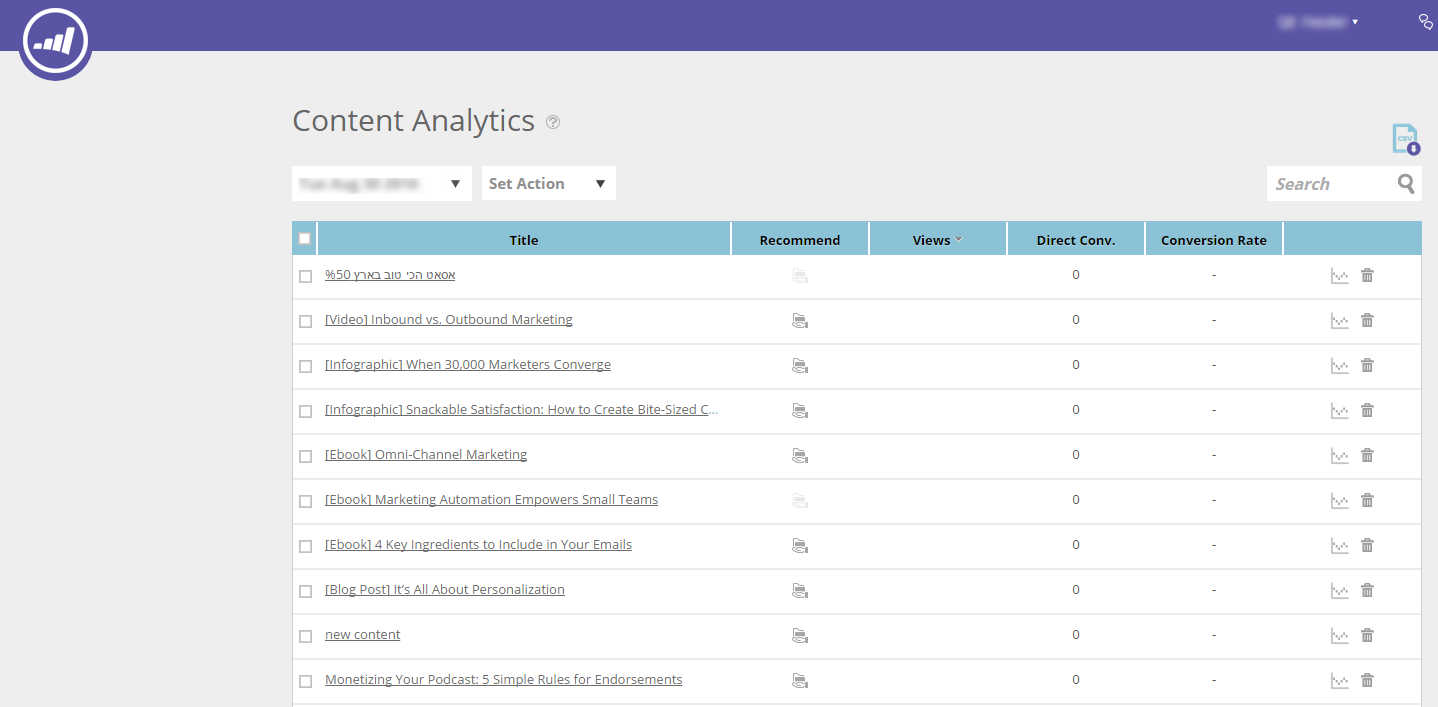 Content Analytics ?
CSV
Set Action
Search
Title Recommend Views Direct Conv. Conversion Rate
אסאט הכי טוב בארץ 50% 0 -
[Video] Inbound vs. Outbound Marketing 0 -
[Infographic] When 30,000 Marketers Converge 0 -
[Infographic] Snackable Satisfaction: How to Create Bite-Sized C... 0 -
[Ebook] Omni-Channel Marketing 0 -
[Ebook] Marketing Automation Empowers Small Teams 0 -
[Ebook] 4 Key Ingredients to Include in Your Emails 0 -
[Blog Post] It’s All About Personalization 0 -
new content 0 -
Monetizing Your Podcast: 5 Simple Rules for Endorsements 0 -